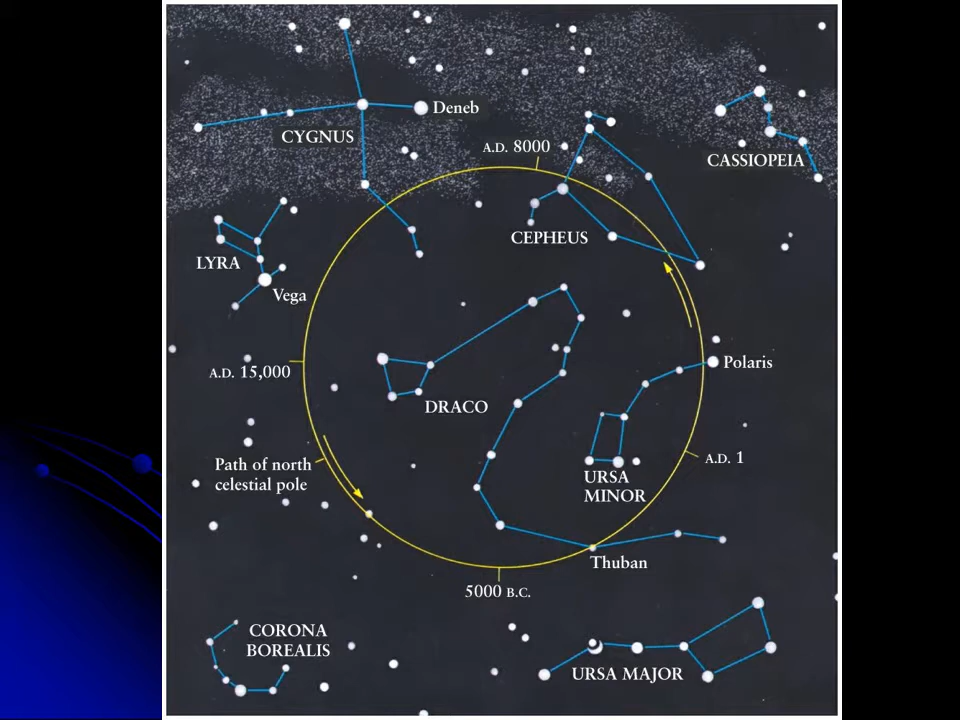 Deneb
CYGNUS
A.D. 8000
CASSIOPEIA
CEPHEUS
LYRA
Vega
A.D. 15,000
Polaris
DRACO
A.D. 1
Path of north
celestial pole
URSA
MINOR
Thuban
5000 B.C.
CORONA
BOREALIS
URSA MAJOR